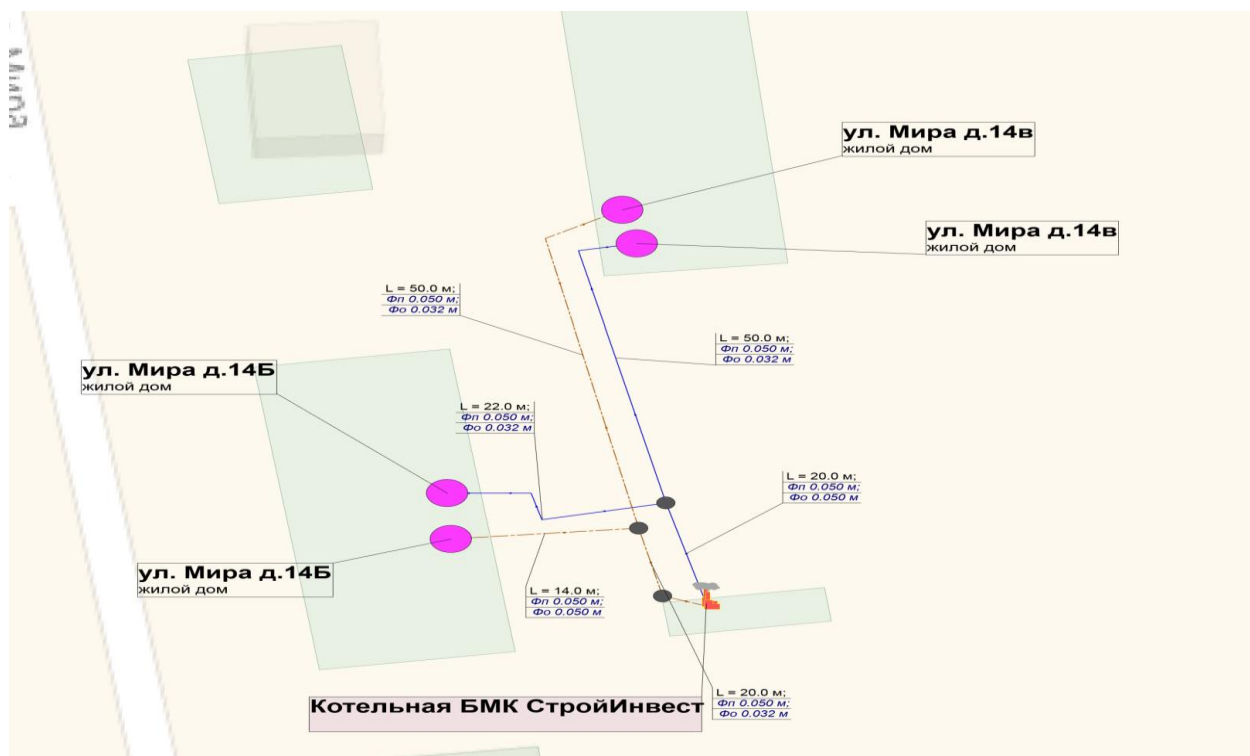 Мира
ул. Мира д.14в
жилой дом
ул. Мира д.14в
жилой дом
L = 50.0 м;
Фп 0.050 м;
Фо 0.032 м
L = 50.0 м;
Фп 0.050 м;
Фо 0.032 м
ул. Мира д.14Б
жилой дом
L = 22.0 м;
Фп 0.050 м;
Фо 0.032 м
L = 20.0 м;
Фп 0.050 м;
Фо 0.050 м
ул. Мира д.14Б
жилой дом
L = 14.0 м;
Фп 0.050 м;
Фо 0.050 м
L = 20.0 м;
Фп 0.050 м;
Фо 0.032 м
Котельная БМК СтройИнвест